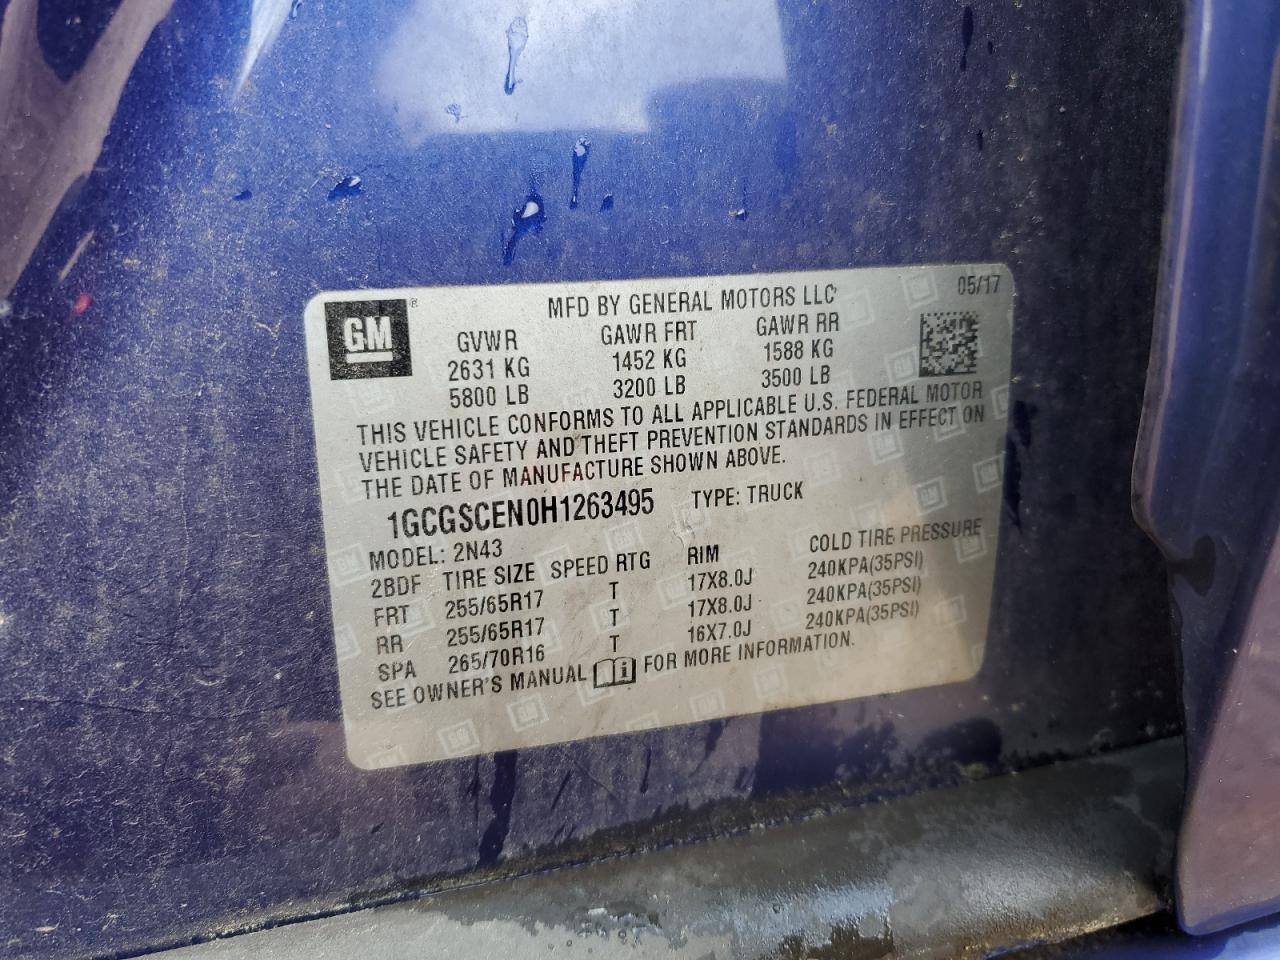 MFD BY GENERAL MOTORS LLC 05/17
GM ®
GVWR GAWR FRT GAWR RR
2631 KG 1452 KG 1588 KG
5800 LB 3200 LB 3500 LB
THIS VEHICLE CONFORMS TO ALL APPLICABLE U.S. FEDERAL MOTOR
VEHICLE SAFETY AND THEFT PREVENTION STANDARDS IN EFFECT ON
THE DATE OF MANUFACTURE SHOWN ABOVE.
1GCGSCEN0H1263495 TYPE: TRUCK
MODEL: 2N43
2BDF TIRE SIZE SPEED RTG RIM COLD TIRE PRESSURE
FRT 255/65R17 T 17X8.0J 240KPA(35PSI)
RR 255/65R17 T 17X8.0J 240KPA(35PSI)
SPA 265/70R16 T 16X7.0J 240KPA(35PSI)
SEE OWNER'S MANUAL FOR MORE INFORMATION.